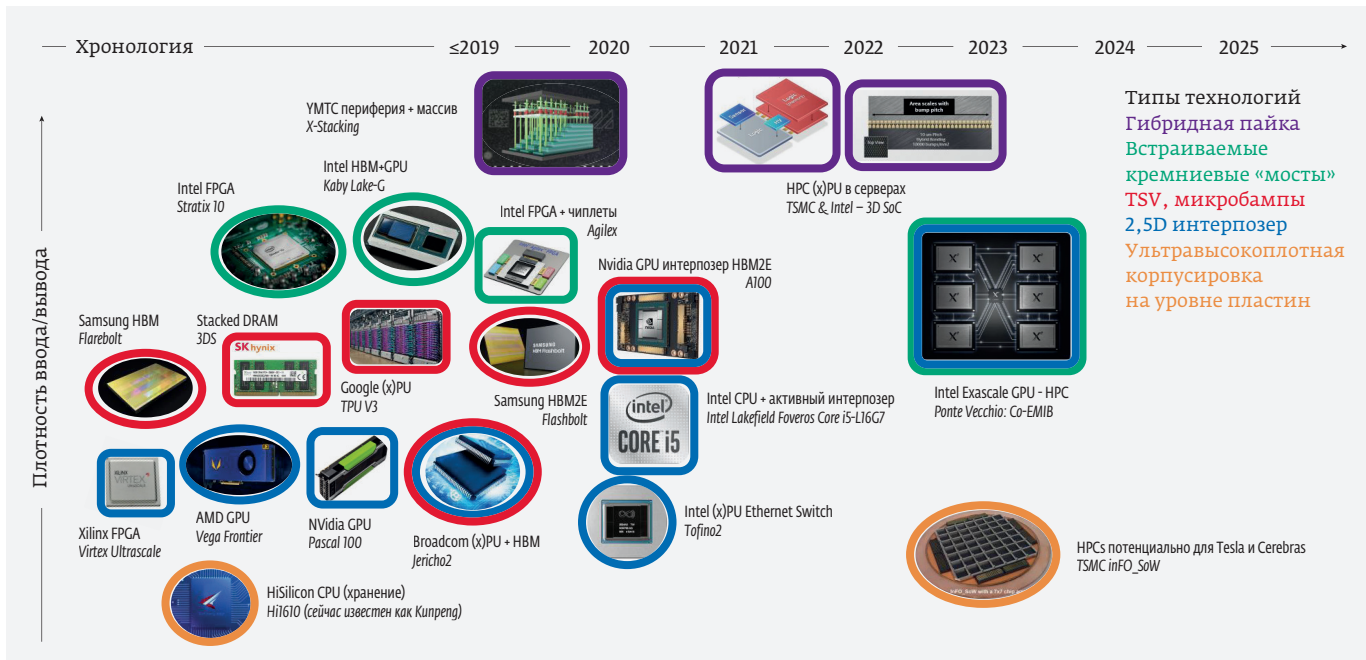 Хронология
≤2019
2020
2021
2022
2023
2024
2025
Плотность ввода/вывода
Типы технологий
Гибридная пайка
Встраиваемые
кремниевые «мосты»
TSV, микробампы
2,5D интерпозер
Ультравысокоплотная
корпусировка
на уровне пластин
YMTC периферия + массив
X-Stacking
Area scales with
bump pitch
Top View
HPC (x)PU в серверах
TSMC & Intel – 3D SoC
Intel FPGA
Stratix 10
Intel HBM+GPU
Kaby Lake-G
Intel FPGA + чиплеты
Agilex
Nvidia GPU интерпозер HBM2E
A100
Samsung HBM
Flarebolt
Stacked DRAM
3DS
SK hynix
Google (x)PU
TPU V3
SAMSUNG
HBM Flashbolt
Samsung HBM2E
Flashbolt
intel
CORE i5
Intel CPU + активный интерпозер
Intel Lakefield Foveros Core i5-L16G7
Intel Exascale GPU - HPC
Ponte Vecchio: Co-EMIB
XILINX
VIRTEX
Xilinx FPGA
Virtex Ultrascale
AMD GPU
Vega Frontier
NVidia GPU
Pascal 100
Broadcom (x)PU + HBM
Jericho2
Intel (x)PU Ethernet Switch
Tofino2
HiSilicon CPU (хранение)
Hi1610 (сейчас известен как Kunpeng)
HPCs потенциально для Tesla и Cerebras
TSMC inFO_SoW